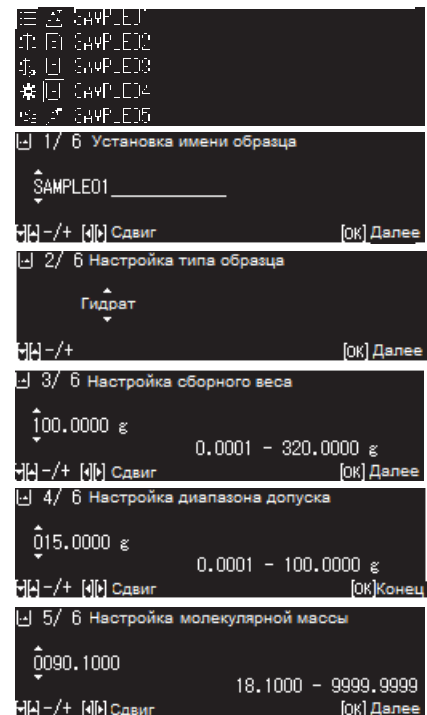 SAMPLE01
SAMPLE02
SAMPLE03
SAMPLE04
SAMPLE05
1/ 6 Установка имени образца
SAMPLE01____________
[▼][▲]-/+ [◀][▶] Сдвиг [OK] Далее
2/ 6 Настройка типа образца
Гидрат
[▼][▲]-/+ [OK] Далее
3/ 6 Настройка сборного веса
100.0000 g
0.0001 - 320.0000 g
[▼][▲]-/+ [◀][▶] Сдвиг [OK] Далее
4/ 6 Настройка диапазона допуска
015.0000 g
0.0001 - 100.0000 g
[▼][▲]-/+ [◀][▶] Сдвиг [OK]Конец
5/ 6 Настройка молекулярной массы
0090.1000
18.1000 - 9999.9999
[▼][▲]-/+ [◀][▶] Сдвиг [OK] Далее